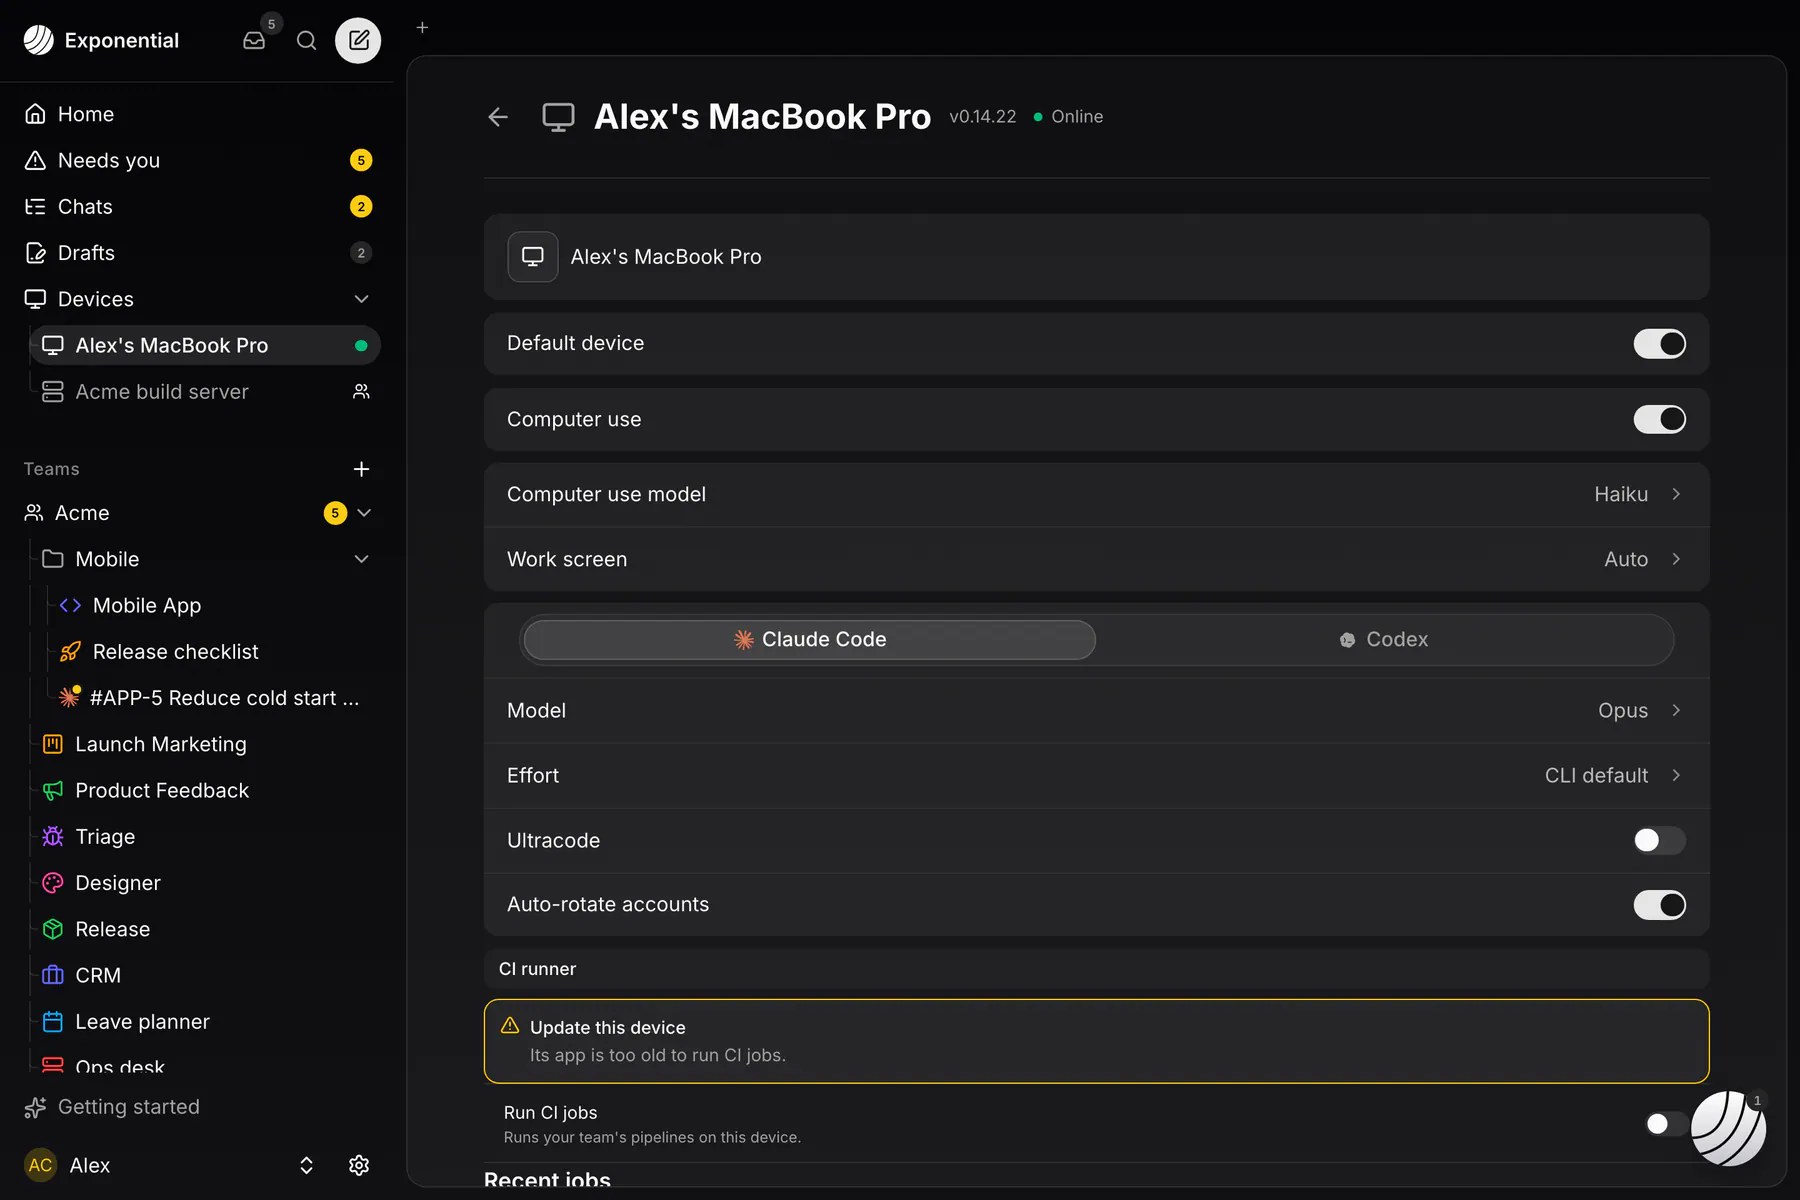 Exponential
5
Home
Needs you
5
Chats
2
Drafts
2
Devices
Alex's MacBook Pro
Acme build server
Teams
Acme
5
Mobile
Mobile App
Release checklist
#APP-5 Reduce cold start ...
Launch Marketing
Product Feedback
Triage
Designer
Release
CRM
Leave planner
Ops desk
Getting started
AC
Alex
Alex's MacBook Pro
v0.14.22
Online
Alex's MacBook Pro
Default device
Computer use
Computer use model
Haiku
Work screen
Auto
Claude Code
Codex
Model
Opus
Effort
CLI default
Ultracode
Auto-rotate accounts
CI runner
Update this device
Its app is too old to run CI jobs.
Run CI jobs
Runs your team's pipelines on this device.
1
Recent jobs